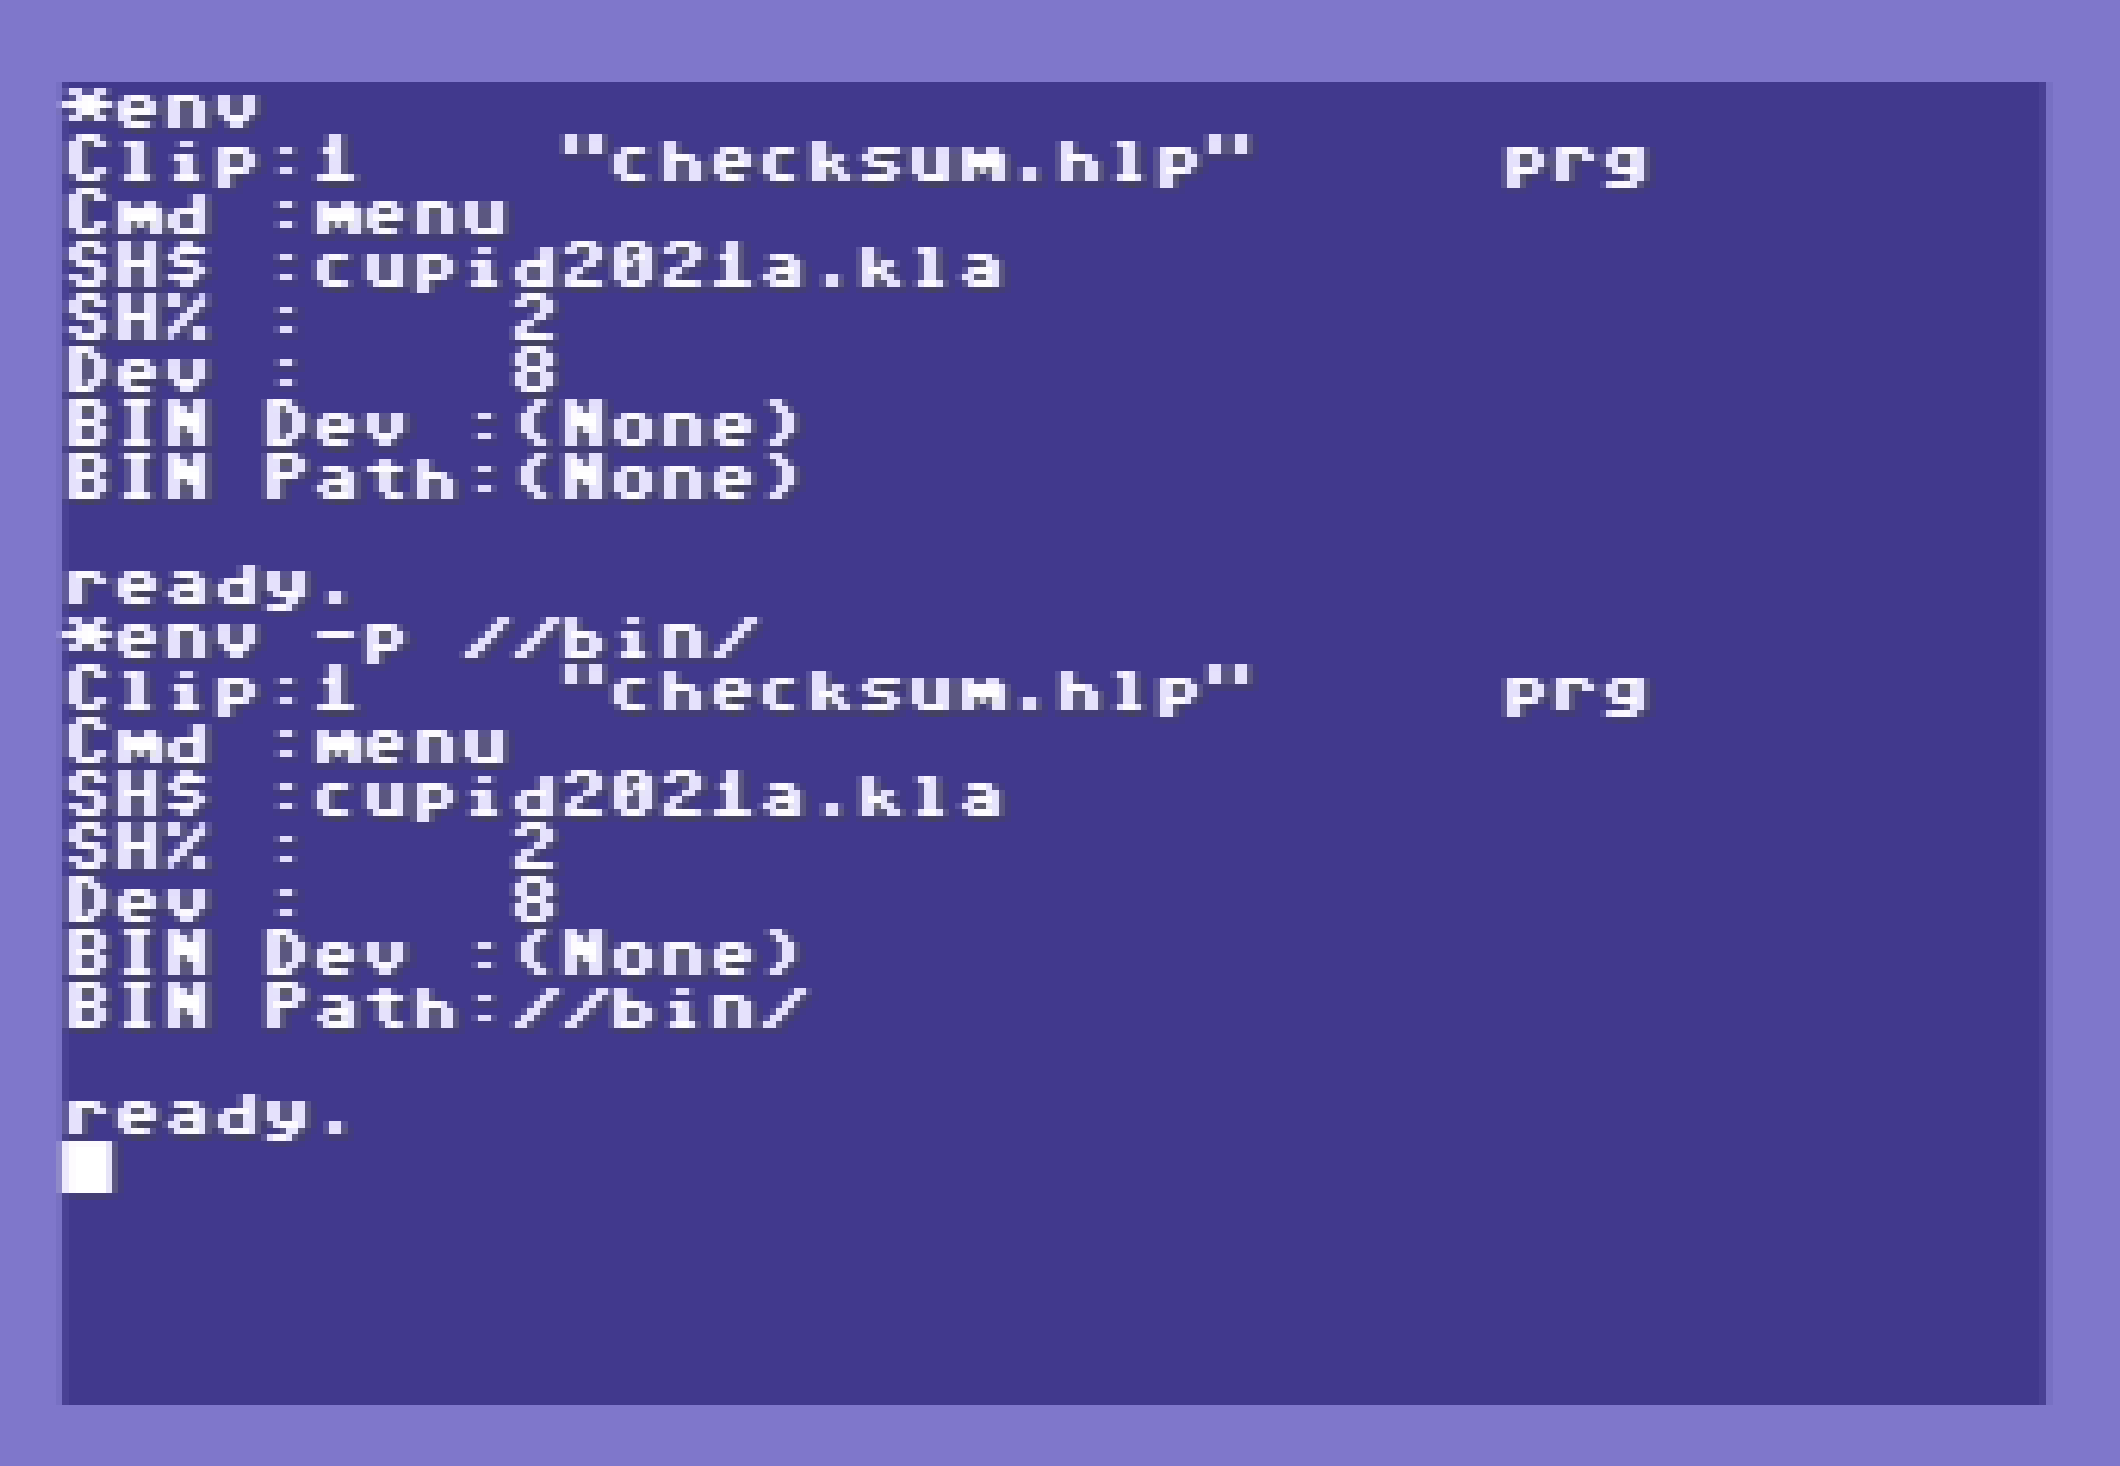 *env
Clip:1    "checksum.hlp"     prg
Cmd :menu
SH$ :cupid2021a.kla
SH% :    2
Dev :    8
BIN Dev :(None)
BIN Path:(None)
ready.
*env -p //bin/
Clip:1    "checksum.hlp"     prg
Cmd :menu
SH$ :cupid2021a.kla
SH% :    2
Dev :    8
BIN Dev :(None)
BIN Path://bin/
ready.